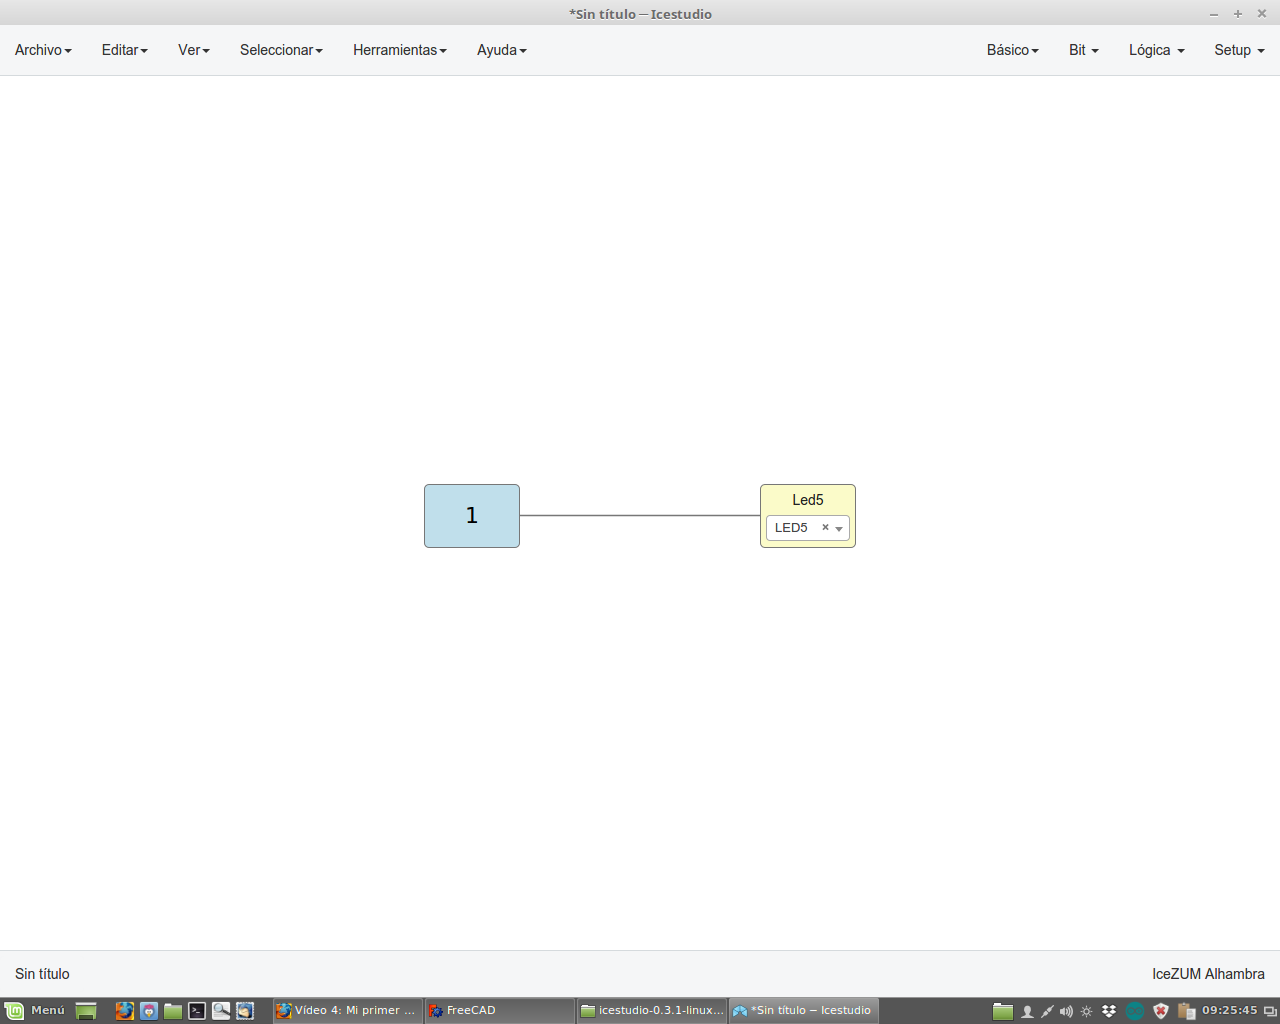 *Sin título — Icestudio
Archivo Editar Ver Seleccionar Herramientas Ayuda Básico Bit Lógica Setup
1
Led5
LED5
Sin título IceZUM Alhambra
Menú Vídeo 4: Mi primer ... FreeCAD icestudio-0.3.1-linux... *Sin título — Icestudio 09:25:45